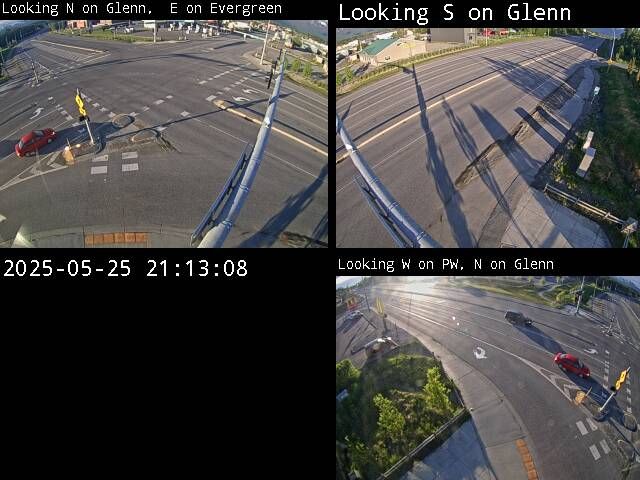 Looking N on Glenn,  E on Evergreen
Looking S on Glenn
2025-05-25 21:13:08
Looking W on PW, N on Glenn